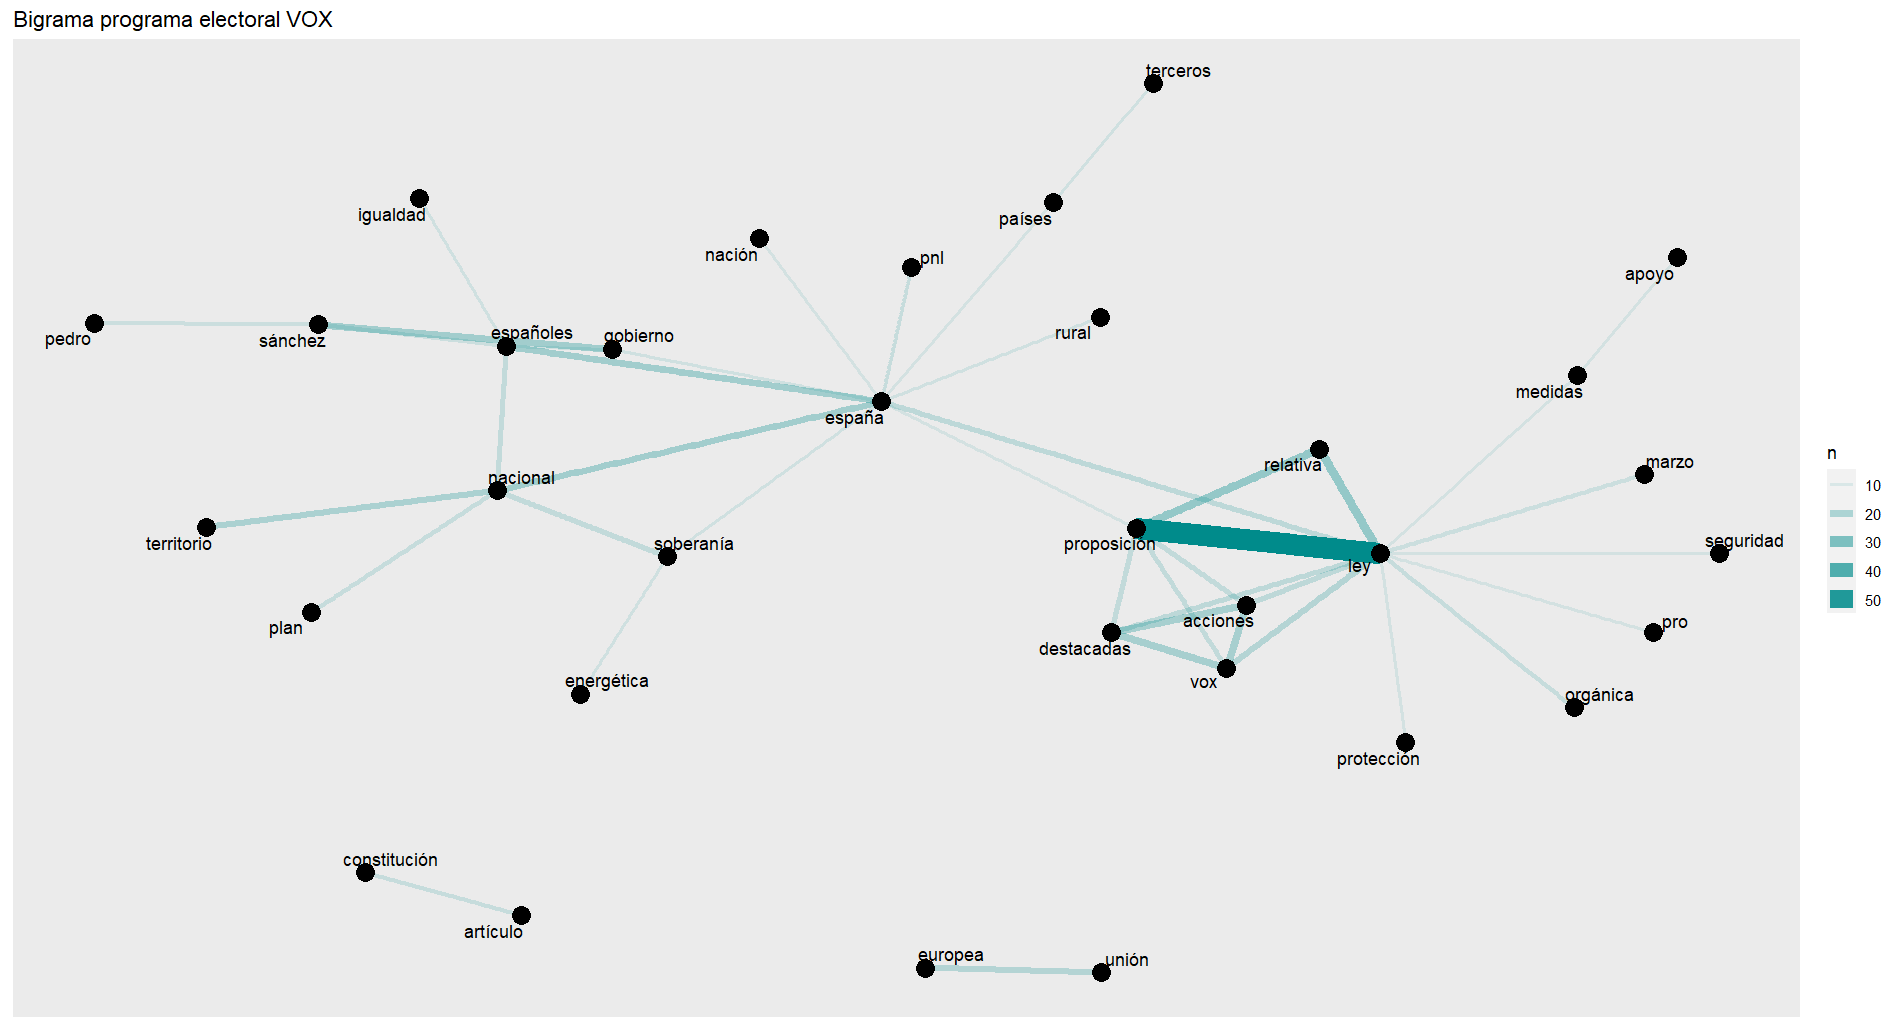 Bigrama programa electoral VOX
terceros
igualdad
países
nación
pnl
apoyo
pedro
sánchez
españoles
gobierno
rural
medidas
españa
n
relativa
marzo
nacional
10
20
territorio
soberanía
proposición
seguridad
30
ley
40
50
plan
acciones
pro
destacadas
energética
vox
orgánica
protección
constitución
artículo
europea
unión